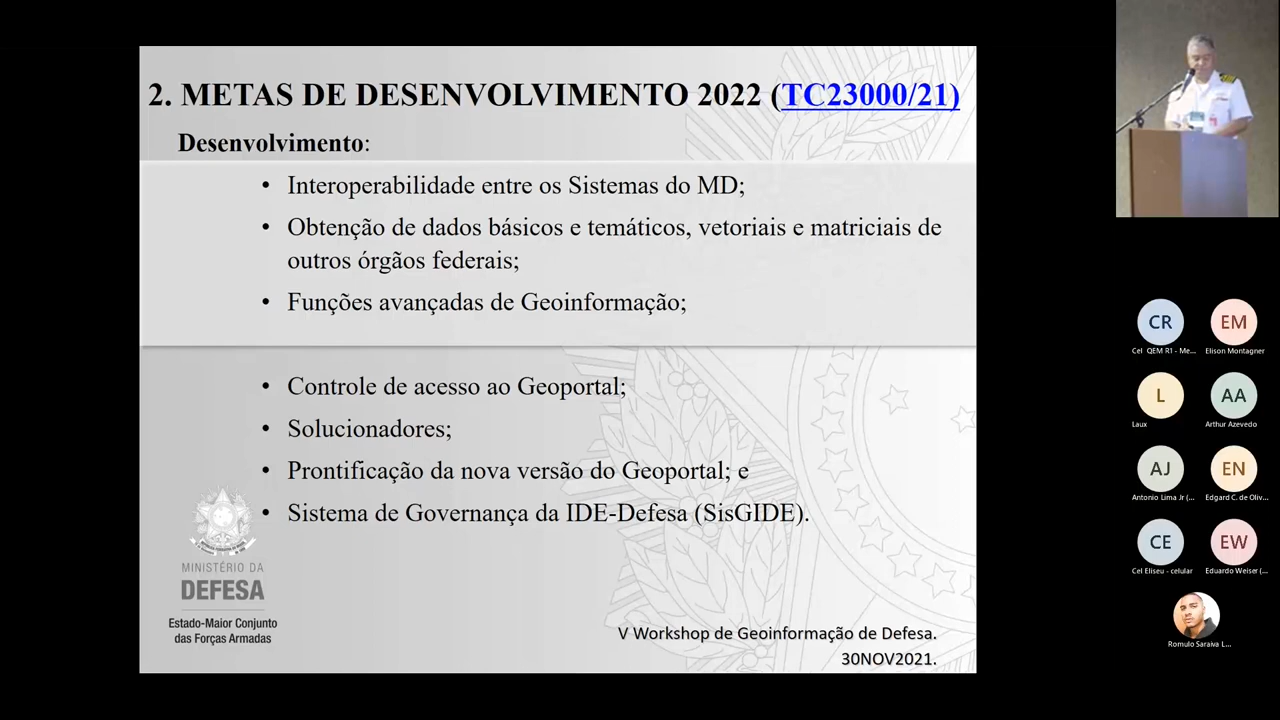 2. METAS DE DESENVOLVIMENTO 2022 (TC23000/21)
Desenvolvimento:
• Interoperabilidade entre os Sistemas do MD;
• Obtenção de dados básicos e temáticos, vetoriais e matriciais de
outros órgãos federais;
• Funções avançadas de Geoinformação;
• Controle de acesso ao Geoportal;
• Solucionadores;
• Prontificação da nova versão do Geoportal; e
• Sistema de Governança da IDE-Defesa (SisGIDE).
MINISTÉRIO DA
DEFESA
Estado-Maior Conjunto
das Forças Armadas
V Workshop de Geoinformação de Defesa.
30NOV2021.
CR
EM
Cel QEM R1 - Me...
Elison Montagner
L
AA
Laux
Arthur Azevedo
AJ
EN
Antonio Lima Jr (...
Edgard C. de Oliv...
CE
EW
Cel Eliseu - celular
Eduardo Weiser (...
Romulo Saraiva L...